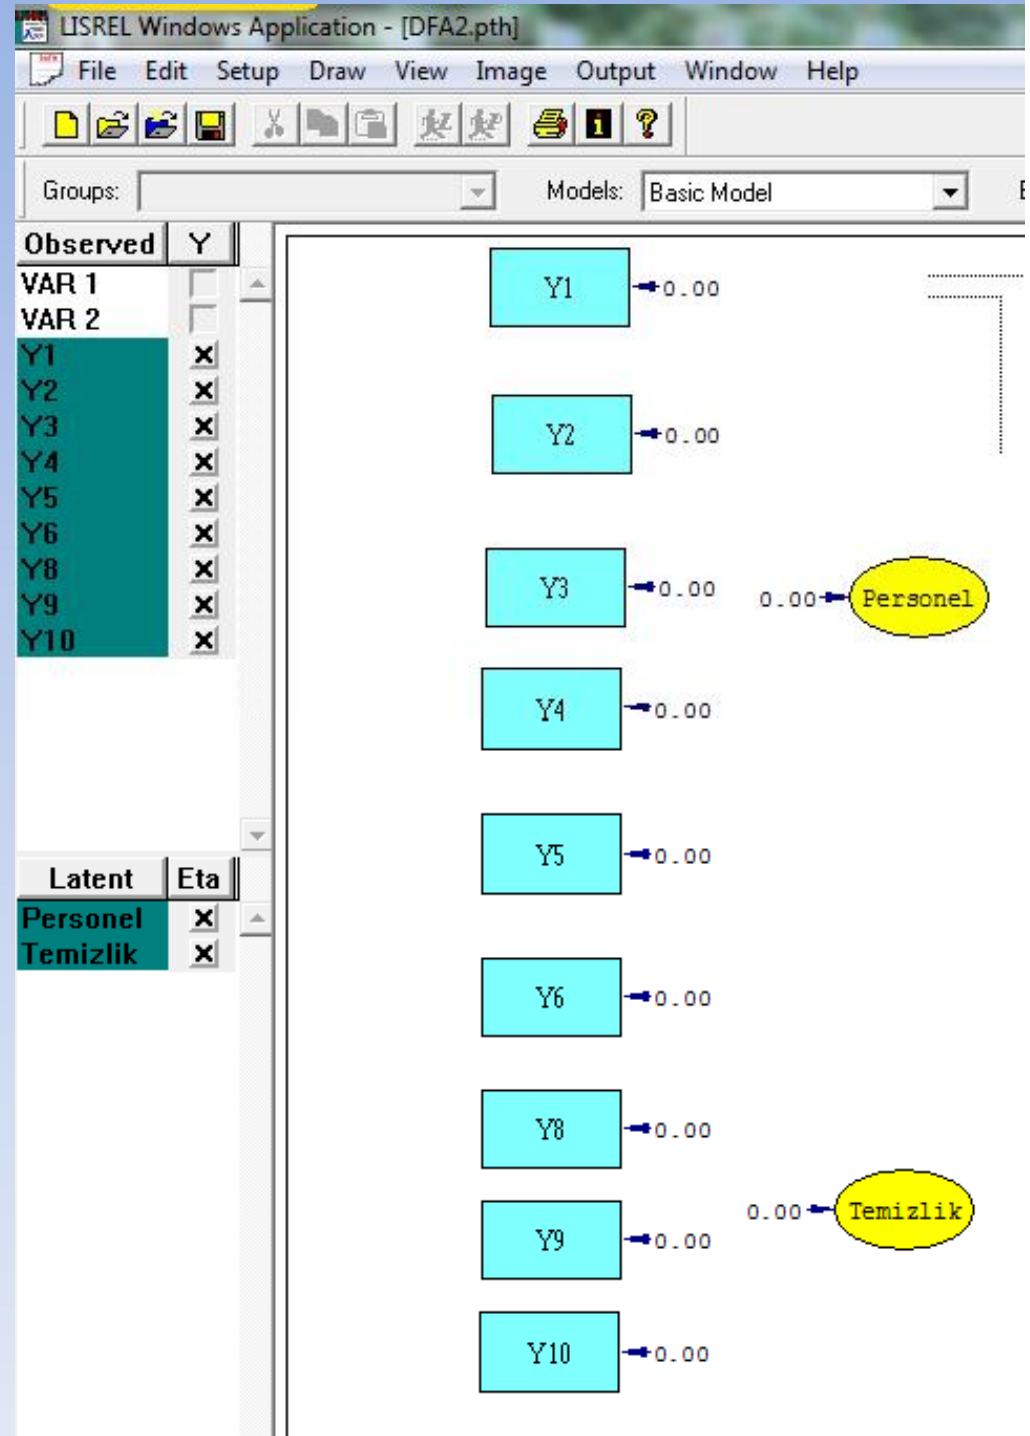 LISREL Windows Application - [DFA2.pth]
File Edit Setup Draw View Image Output Window Help
Groups: Models: Basic Model
Observed Y
VAR 1
VAR 2
Y1
Y2
Y3
Y4
Y5
Y6
Y8
Y9
Y10
Latent Eta
Personel
Temizlik
Y1 0.00
Y2 0.00
Y3 0.00 0.00 Personel
Y4 0.00
Y5 0.00
Y6 0.00
Y8 0.00
0.00 Temizlik
Y9 0.00
Y10 0.00